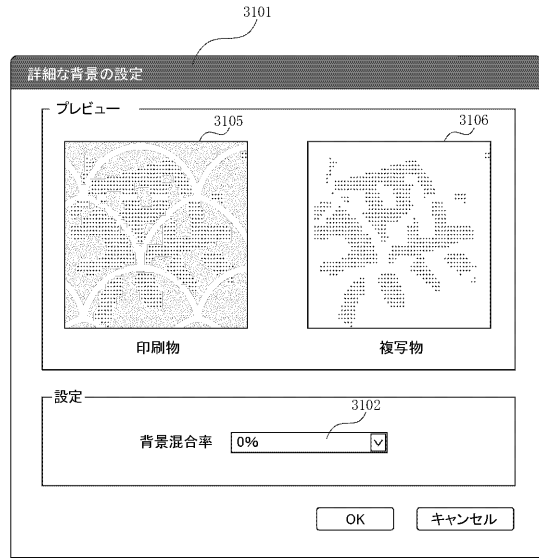 3101
詳細な背景の設定
プレビュー
3105
3106
印刷物
複写物
設定
3102
背景混合率 0%
OK キャンセル